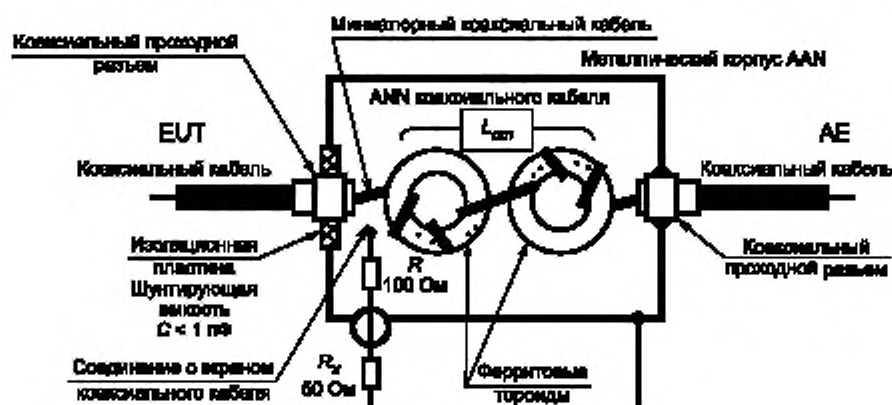 Коаксиальный проходной
разъем
Миниатюрный коаксиальный кабель
Металлический корпус AAN
ANN коаксиального кабеля
EUT
AE
Коаксиальный кабель
Коаксиальный кабель
Изоляционная
пластина
Шунтирующая
емкость
C < 1 пФ
R
100 Ом
Коаксиальный
проходной разъем
Соединение с экраном
коаксиального кабеля
50 Ом
Ферритовые
тороиды